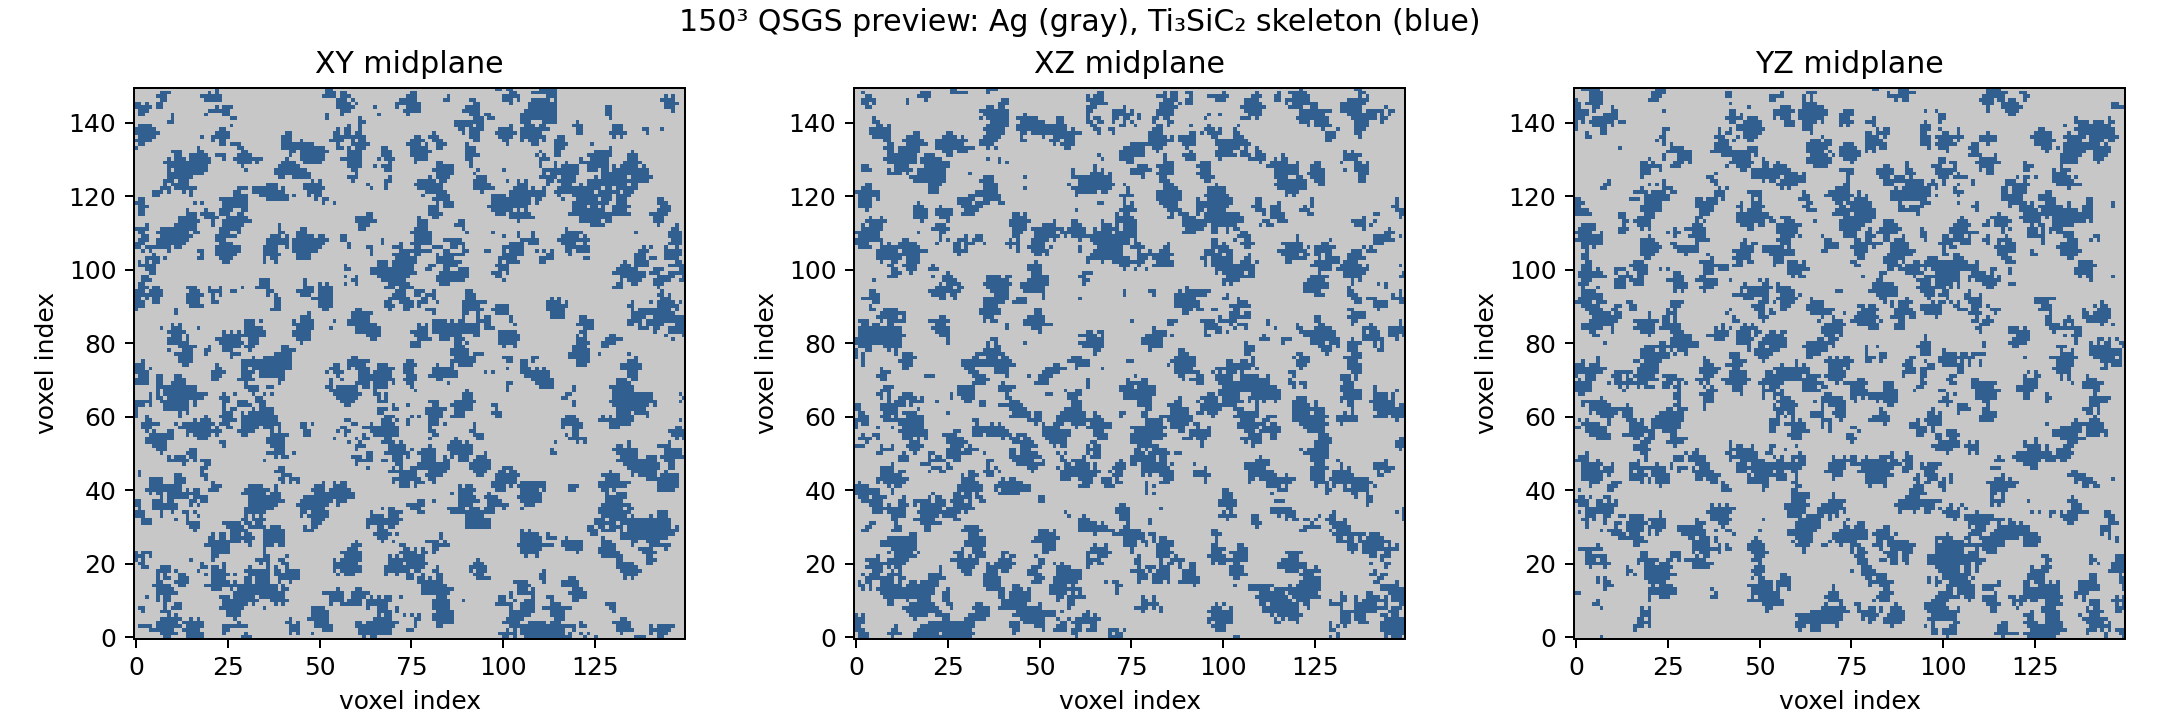 150³ QSGS preview: Ag (gray), Ti₃SiC₂ skeleton (blue)
XY midplane
voxel index
140
120
100
80
60
40
20
0
0 25 50 75 100 125
voxel index
XZ midplane
voxel index
140
120
100
80
60
40
20
0
0 25 50 75 100 125
voxel index
YZ midplane
voxel index
140
120
100
80
60
40
20
0
0 25 50 75 100 125
voxel index